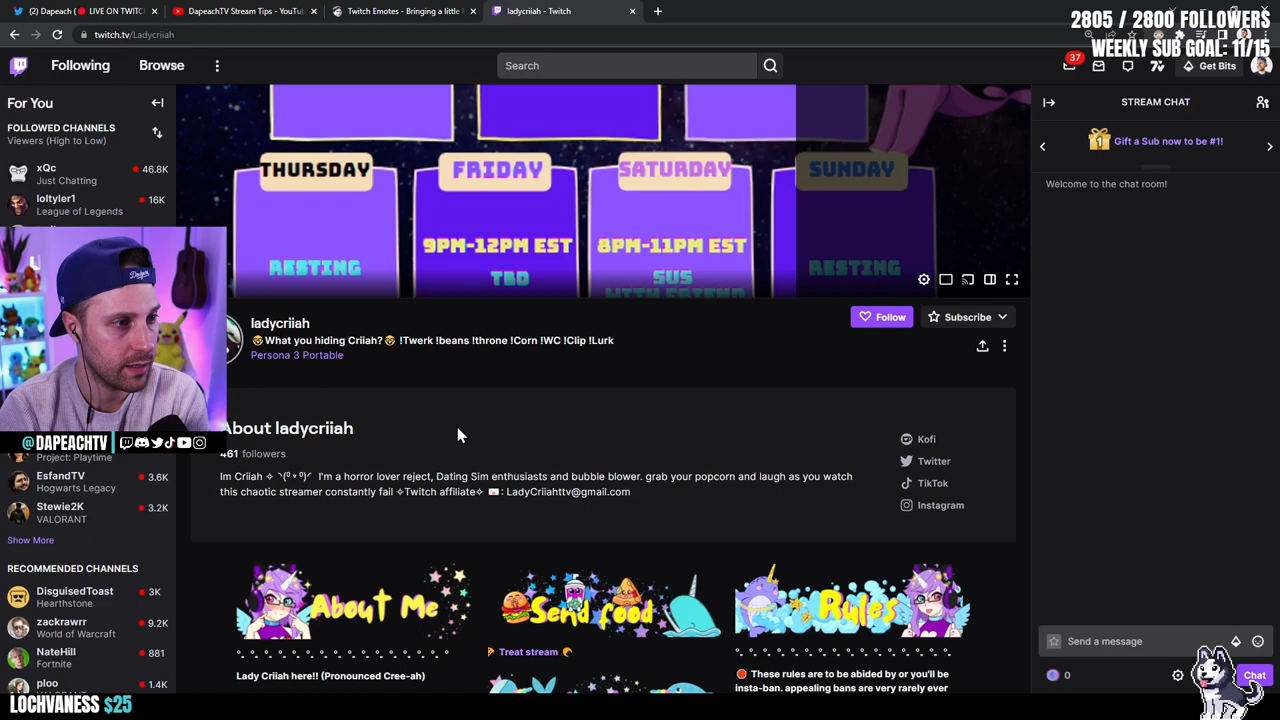 (2) Dapeach ( LIVE ON TWITC
DapeachTV Stream Tips - YouTu
Twitch Emotes - Bringing a little
ladycriiah - Twitch
twitch.tv/Ladycriiah
2805 / 2800 FOLLOWERS
WEEKLY SUB GOAL: 11/15
Following
Browse
Search
37
Get Bits
For You
FOLLOWED CHANNELS
Viewers (High to Low)
xQc
46.8K
Just Chatting
loltyler1
16K
League of Legends
Project: Playtime
EsfandTV
3.6K
Hogwarts Legacy
Stewie2K
3.2K
VALORANT
Show More
RECOMMENDED CHANNELS
DisguisedToast
3K
Hearthstone
zackrawrr
9.2K
World of Warcraft
NateHill
881
Fortnite
ploo
1.4K
LOCHVANESS $25
@DAPEACHTV
THURSDAY
RESTING
FRIDAY
9PM-12PM EST
TBD
SATURDAY
8PM-11PM EST
SUS
WITH FRIEND
SUNDAY
RESTING
ladycriiah
What you hiding Criiah? !Twerk !beans !throne !Corn !WC !Clip !Lurk
Persona 3 Portable
Follow
Subscribe
About ladycriiah
461 followers
Im Criiah ✧ ◝(⁰▿⁰)◜ I'm a horror lover reject, Dating Sim enthusiasts and bubble blower. grab your popcorn and laugh as you watch
this chaotic streamer constantly fail ✧Twitch affiliate✧ 📧: LadyCriiahttv@gmail.com
Kofi
Twitter
TikTok
Instagram
About Me
Lady Criiah here!! (Pronounced Cree-ah)
Send food
Treat stream
Rules
These rules are to be abided by or you'll be
insta-ban. appealing bans are very rarely ever
STREAM CHAT
1
Gift a Sub now to be #1!
Welcome to the chat room!
Send a message
0
Chat